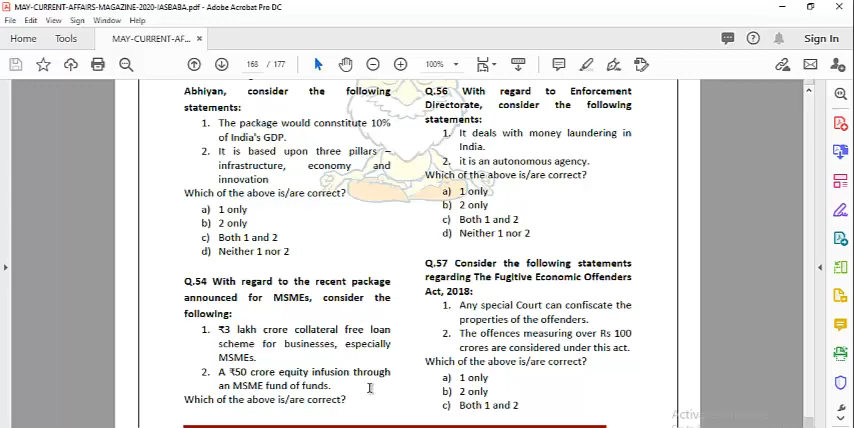 MAY-CURRENT-AFFAIRS-MAGAZINE-2020-IASBABA.pdf - Adobe Acrobat Pro DC
File Edit View Sign Window Help
Home Tools MAY-CURRENT-AF... × Sign In
168 / 177 100%
Abhiyan, consider the following
statements:
1. The package would connstitute 10%
of India's GDP.
2. It is based upon three pillars –
infrastructure, economy and
innovation
Which of the above is/are correct?
a) 1 only
b) 2 only
c) Both 1 and 2
d) Neither 1 nor 2
Q.54 With regard to the recent package
announced for MSMEs, consider the
following:
1. ₹3 lakh crore collateral free loan
scheme for businesses, especially
MSMEs.
2. A ₹50 crore equity infusion through
an MSME fund of funds.
Which of the above is/are correct?
Q.56 With regard to Enforcement
Directorate, consider the following
statements:
1. It deals with money laundering in
India.
2. it is an autonomous agency.
Which of the above is/are correct?
a) 1 only
b) 2 only
c) Both 1 and 2
d) Neither 1 nor 2
Q.57 Consider the following statements
regarding The Fugitive Economic Offenders
Act, 2018:
1. Any special Court can confiscate the
properties of the offenders.
2. The offences measuring over Rs 100
crores are considered under this act.
Which of the above is/are correct?
a) 1 only
b) 2 only
c) Both 1 and 2